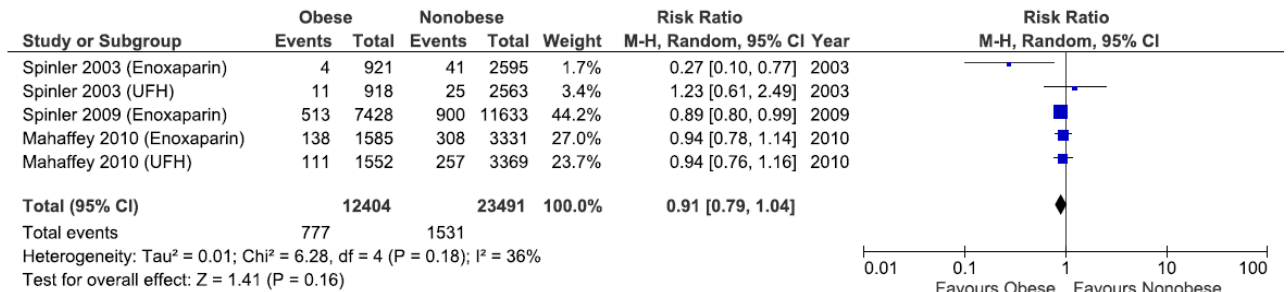 Obese Nonobese Risk Ratio Risk Ratio
Study or Subgroup Events Total Events Total Weight M-H, Random, 95% CI Year M-H, Random, 95% CI
Spinler 2003 (Enoxaparin) 4 921 41 2595 1.7% 0.27 [0.10, 0.77] 2003
Spinler 2003 (UFH) 11 918 25 2563 3.4% 1.23 [0.61, 2.49] 2003
Spinler 2009 (Enoxaparin) 513 7428 900 11633 44.2% 0.89 [0.80, 0.99] 2009
Mahaffey 2010 (Enoxaparin) 138 1585 308 3331 27.0% 0.94 [0.78, 1.14] 2010
Mahaffey 2010 (UFH) 111 1552 257 3369 23.7% 0.94 [0.76, 1.16] 2010
Total (95% CI) 12404 23491 100.0% 0.91 [0.79, 1.04]
Total events 777 1531
Heterogeneity: Tau² = 0.01; Chi² = 6.28, df = 4 (P = 0.18); I² = 36%
Test for overall effect: Z = 1.41 (P = 0.16)
0.01 0.1 1 10 100
Favours Obese Favours Nonobese